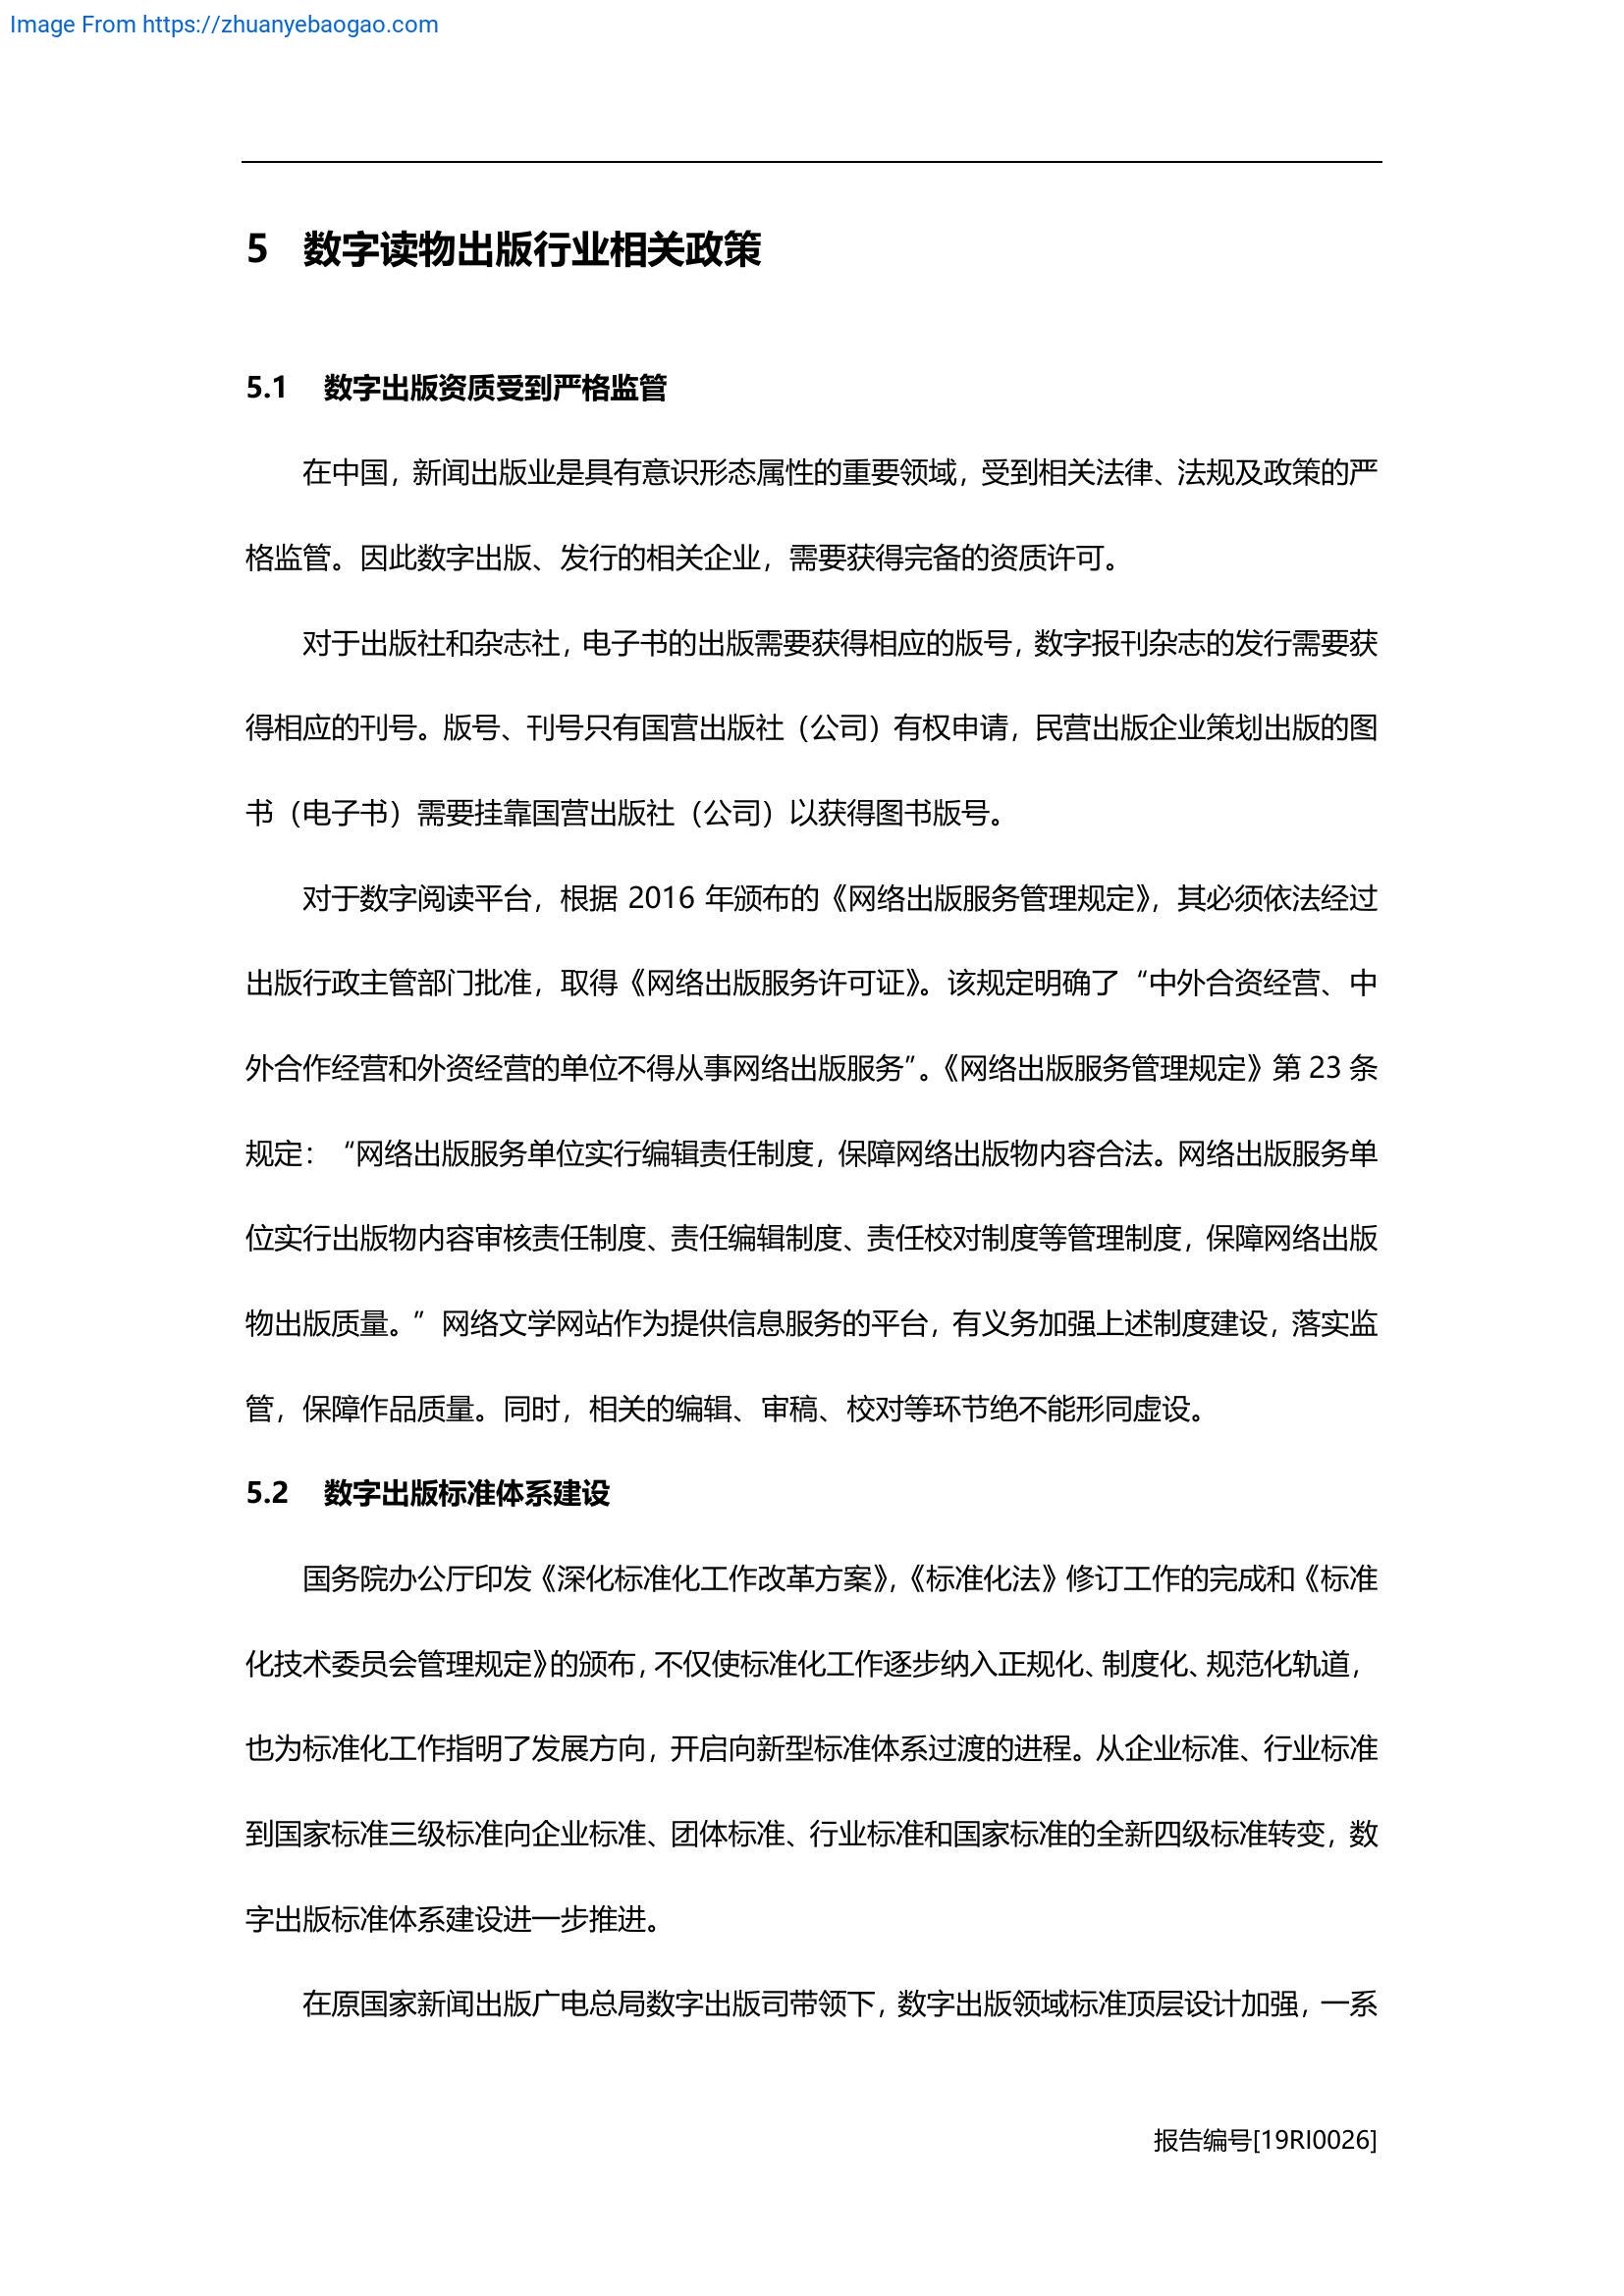 Image From https://zhuanyebaogao.com
5 数字读物出版行业相关政策
5.1 数字出版资质受到严格监管
在中国，新闻出版业是具有意识形态属性的重要领域，受到相关法律、法规及政策的严
格监管。因此数字出版、发行的相关企业，需要获得完备的资质许可。
对于出版社和杂志社，电子书的出版需要获得相应的版号，数字报刊杂志的发行需要获
得相应的刊号。版号、刊号只有国营出版社（公司）有权申请，民营出版企业策划出版的图
书（电子书）需要挂靠国营出版社（公司）以获得图书版号。
对于数字阅读平台，根据 2016 年颁布的《网络出版服务管理规定》，其必须依法经过
出版行政主管部门批准，取得《网络出版服务许可证》。该规定明确了“中外合资经营、中
外合作经营和外资经营的单位不得从事网络出版服务”。《网络出版服务管理规定》第 23 条
规定：“网络出版服务单位实行编辑责任制度，保障网络出版物内容合法。网络出版服务单
位实行出版物内容审核责任制度、责任编辑制度、责任校对制度等管理制度，保障网络出版
物出版质量。”网络文学网站作为提供信息服务的平台，有义务加强上述制度建设，落实监
管，保障作品质量。同时，相关的编辑、审稿、校对等环节绝不能形同虚设。
5.2 数字出版标准体系建设
国务院办公厅印发《深化标准化工作改革方案》，《标准化法》修订工作的完成和《标准
化技术委员会管理规定》的颁布，不仅使标准化工作逐步纳入正规化、制度化、规范化轨道，
也为标准化工作指明了发展方向，开启向新型标准体系过渡的进程。从企业标准、行业标准
到国家标准三级标准向企业标准、团体标准、行业标准和国家标准的全新四级标准转变，数
字出版标准体系建设进一步推进。
在原国家新闻出版广电总局数字出版司带领下，数字出版领域标准顶层设计加强，一系
报告编号[19RI0026]